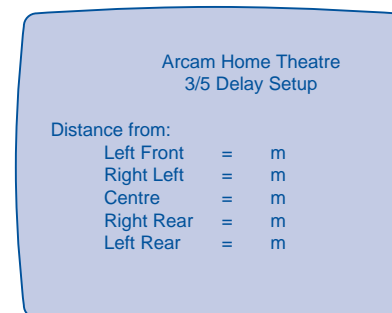 Arcam Home Theatre
3/5 Delay Setup
Distance from:
Left Front = m
Right Left = m
Centre = m
Right Rear = m
Left Rear = m